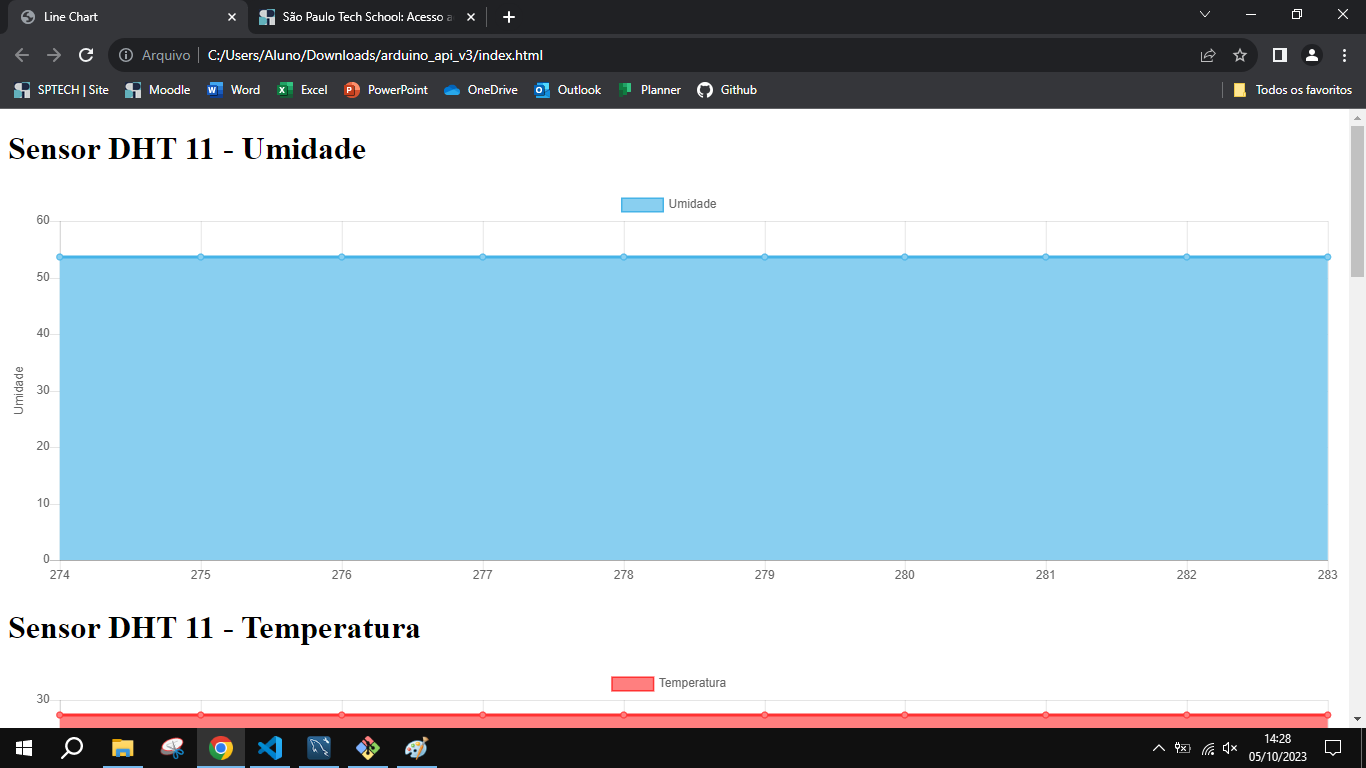 Line Chart
São Paulo Tech School: Acesso a
Arquivo
C:/Users/Aluno/Downloads/arduino_api_v3/index.html
SPTECH | Site
Moodle
Word
Excel
PowerPoint
OneDrive
Outlook
Planner
Github
Todos os favoritos
Sensor DHT 11 - Umidade
Umidade
60
50
40
30
20
10
0
Umidade
274 275 276 277 278 279 280 281 282 283
Sensor DHT 11 - Temperatura
Temperatura
30
14:28
05/10/2023